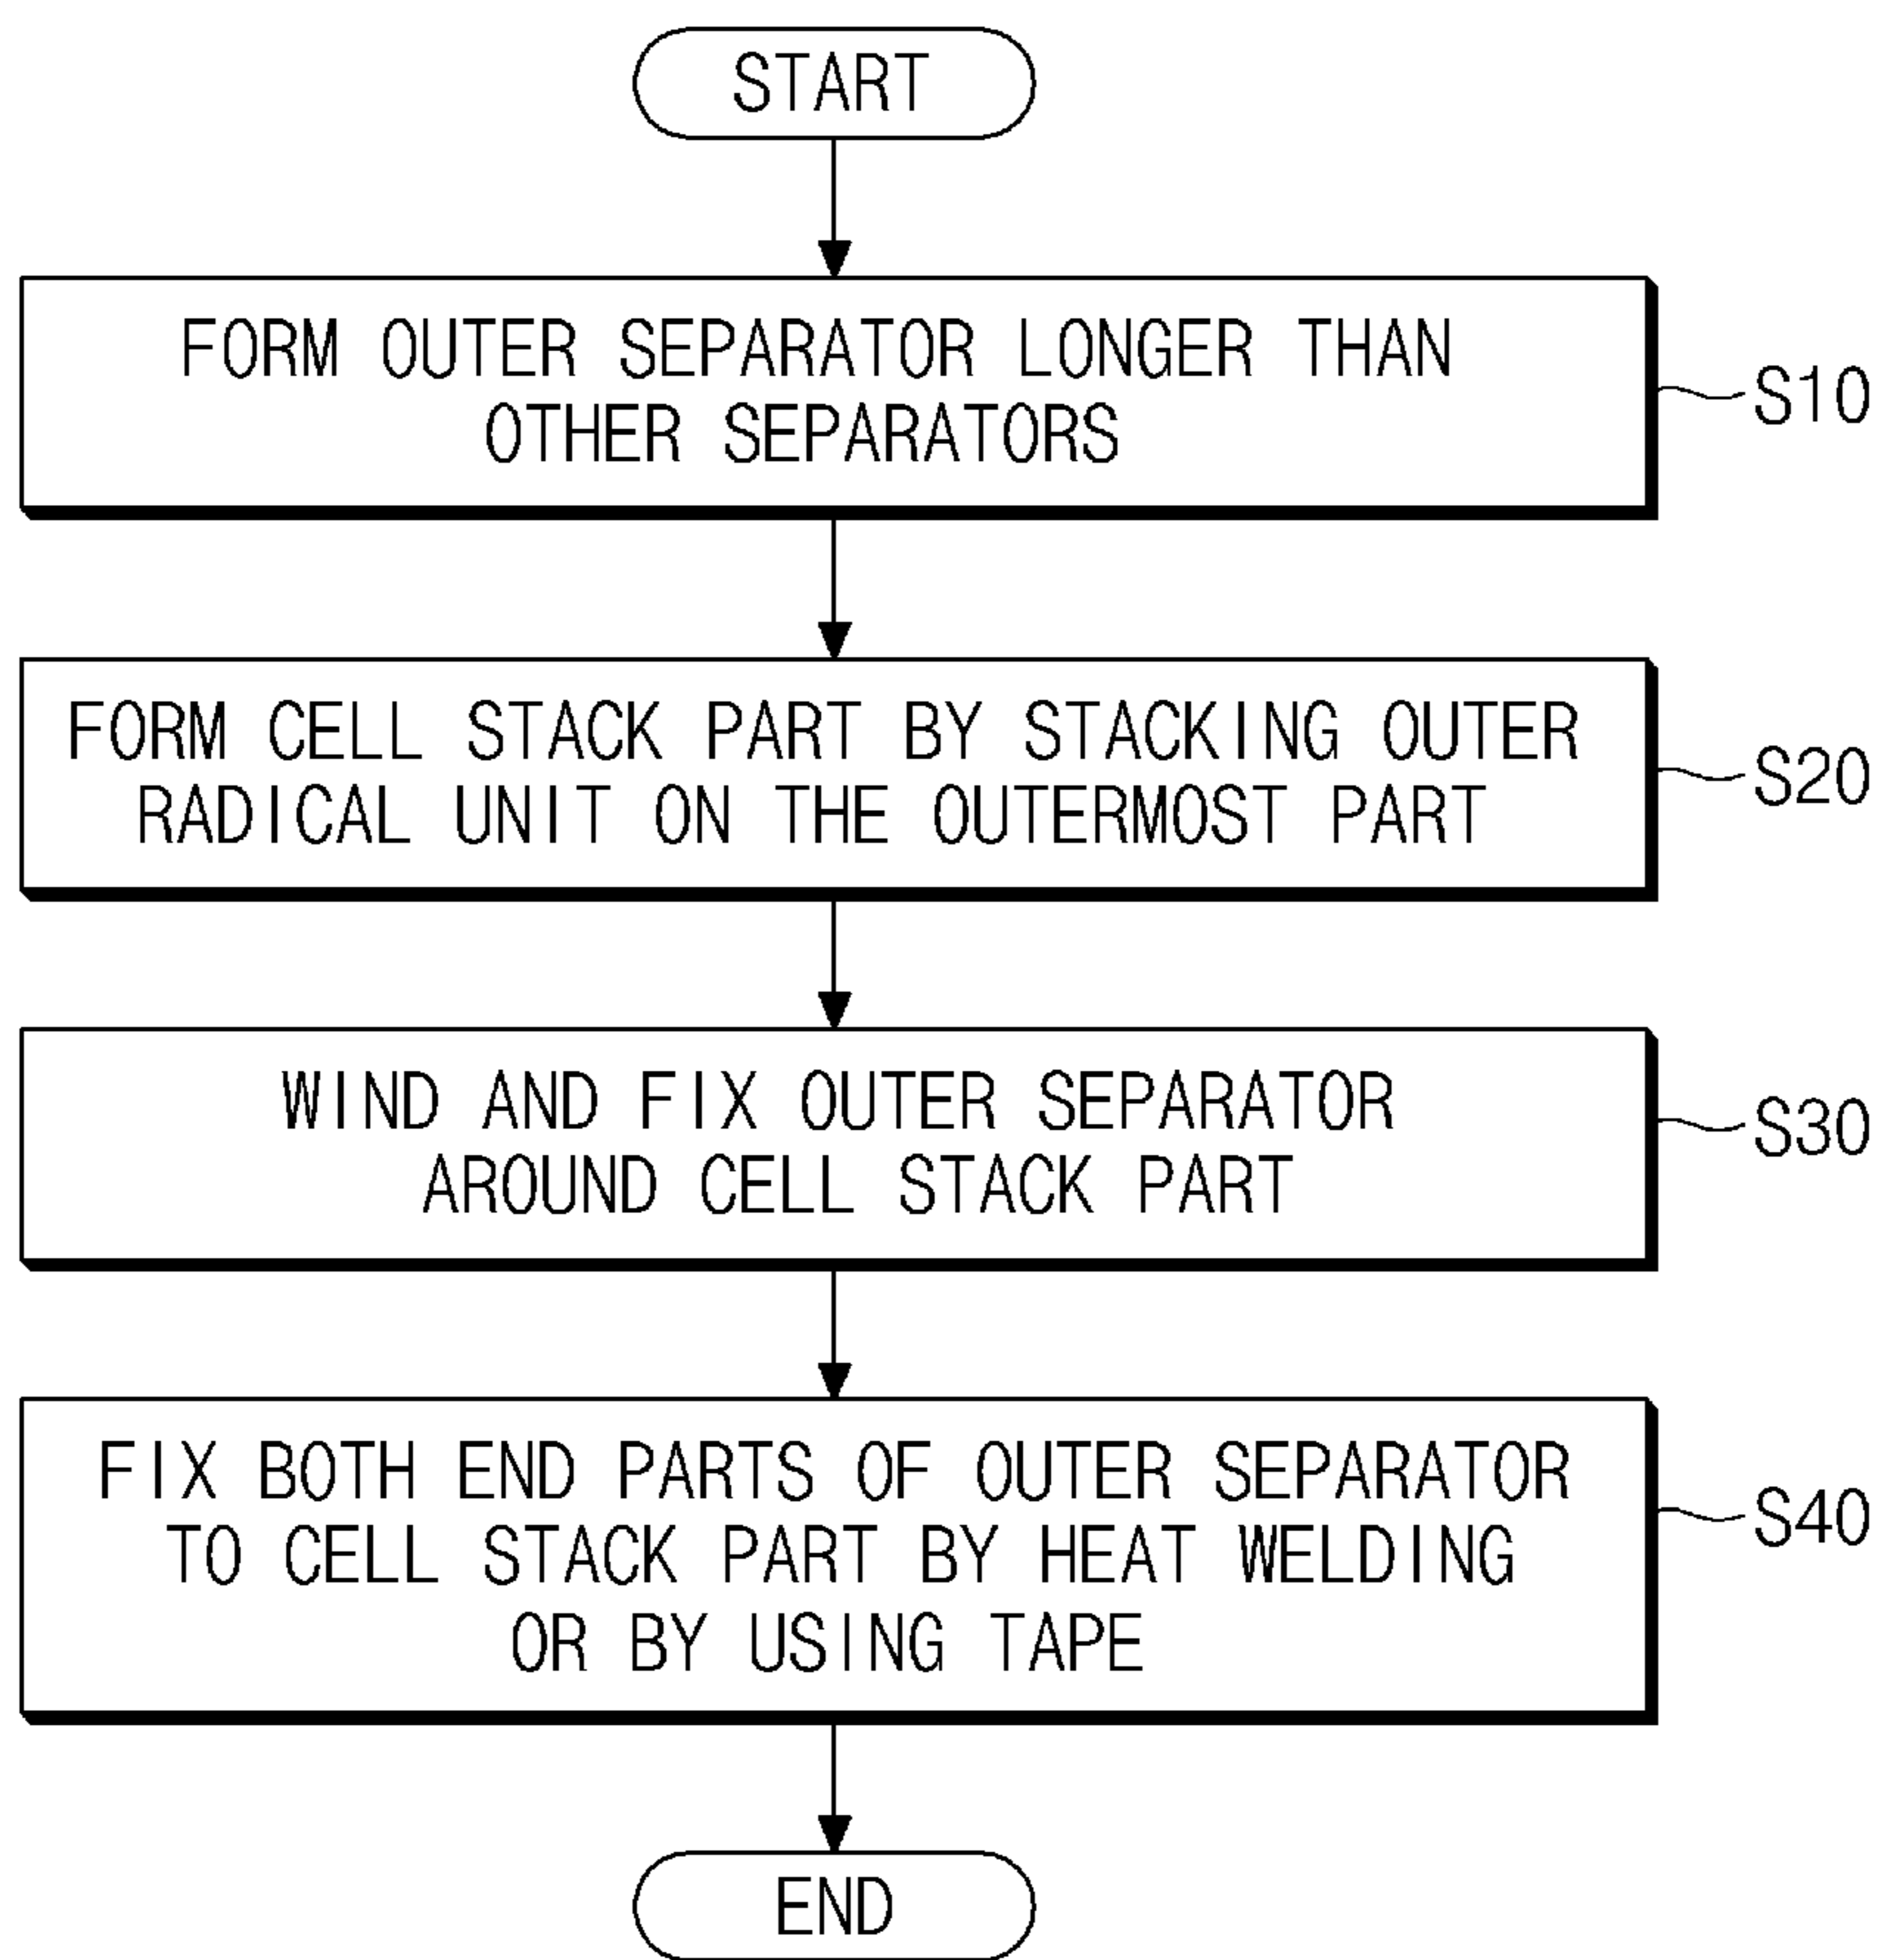 START
FORM OUTER SEPARATOR LONGER THAN
OTHER SEPARATORS
S10
FORM CELL STACK PART BY STACKING OUTER
RADICAL UNIT ON THE OUTERMOST PART
S20
WIND AND FIX OUTER SEPARATOR
AROUND CELL STACK PART
S30
FIX BOTH END PARTS OF OUTER SEPARATOR
TO CELL STACK PART BY HEAT WELDING
OR BY USING TAPE
S40
END